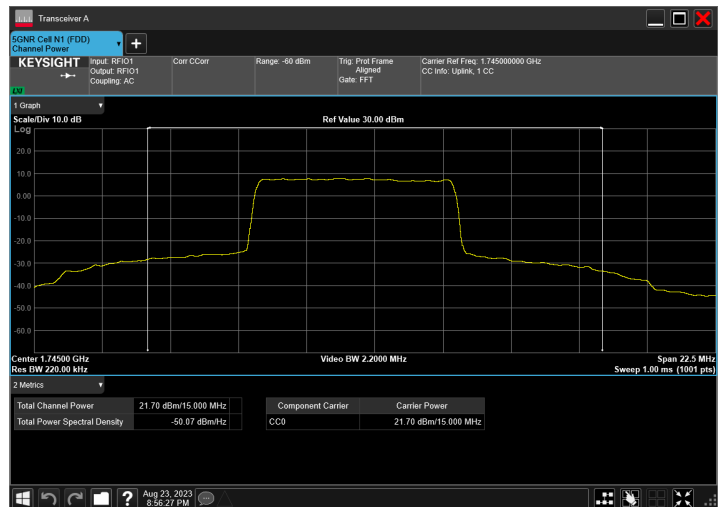 Transceiver A
5GNR Cell N1 (FDD)
Channel Power
KEYSIGHT
LXI
Input: RFIO1
Output: RFIO1
Coupling: AC
Corr CCorr
Range: -60 dBm
Trig: Prot Frame
Aligned
Gate: FFT
Carrier Ref Freq: 1.745000000 GHz
CC Info: Uplink, 1 CC
1 Graph
Scale/Div 10.0 dB
Ref Value 30.00 dBm
Log
20.0
10.0
0.00
-10.0
-20.0
-30.0
-40.0
-50.0
-60.0
Center 1.74500 GHz
Video BW 2.2000 MHz
Span 22.5 MHz
Res BW 220.00 kHz
Sweep 1.00 ms (1001 pts)
2 Metrics
Total Channel Power 21.70 dBm/15.000 MHz
Total Power Spectral Density -50.07 dBm/Hz
Component Carrier Carrier Power
CC0 21.70 dBm/15.000 MHz
Aug 23, 2023
8:56:27 PM